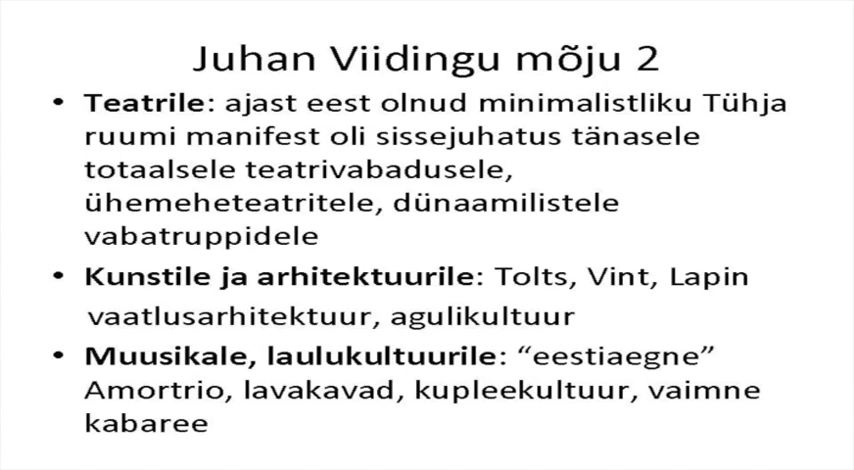 Juhan Viidingu mõju 2
• Teatrile: ajast eest olnud minimalistliku Tühja
ruumi manifest oli sissejuhatus tänasele
totaalsele teatrivabadusele,
ühemeheteatritele, dünaamilistele
vabatruppidele
• Kunstile ja arhitektuurile: Tolts, Vint, Lapin
vaatlusarhitektuur, agulikultuur
• Muusikale, laulukultuurile: “eestiaegne”
Amortrio, lavakavad, kupleekultuur, vaimne
kabaree